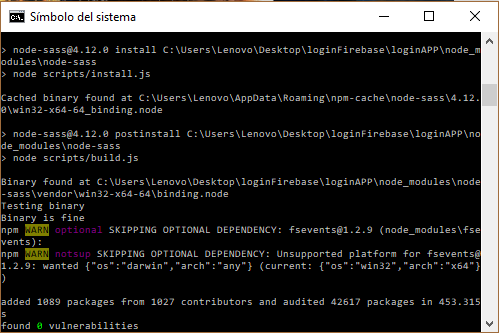 Símbolo del sistema
> node-sass@4.12.0 install C:\Users\Lenovo\Desktop\loginFirebase\loginAPP\node_m
odules\node-sass
> node scripts/install.js
Cached binary found at C:\Users\Lenovo\AppData\Roaming\npm-cache\node-sass\4.12.
0\win32-x64-64_binding.node
> node-sass@4.12.0 postinstall C:\Users\Lenovo\Desktop\loginFirebase\loginAPP\no
de_modules\node-sass
> node scripts/build.js
Binary found at C:\Users\Lenovo\Desktop\loginFirebase\loginAPP\node_modules\node
-sass\vendor\win32-x64-64\binding.node
Testing binary
Binary is fine
npm WARN optional SKIPPING OPTIONAL DEPENDENCY: fsevents@1.2.9 (node_modules\fse
vents):
npm WARN notsup SKIPPING OPTIONAL DEPENDENCY: Unsupported platform for fsevents@
1.2.9: wanted {"os":"darwin","arch":"any"} (current: {"os":"win32","arch":"x64"}
)
added 1089 packages from 1027 contributors and audited 42617 packages in 453.315
s
found 0 vulnerabilities